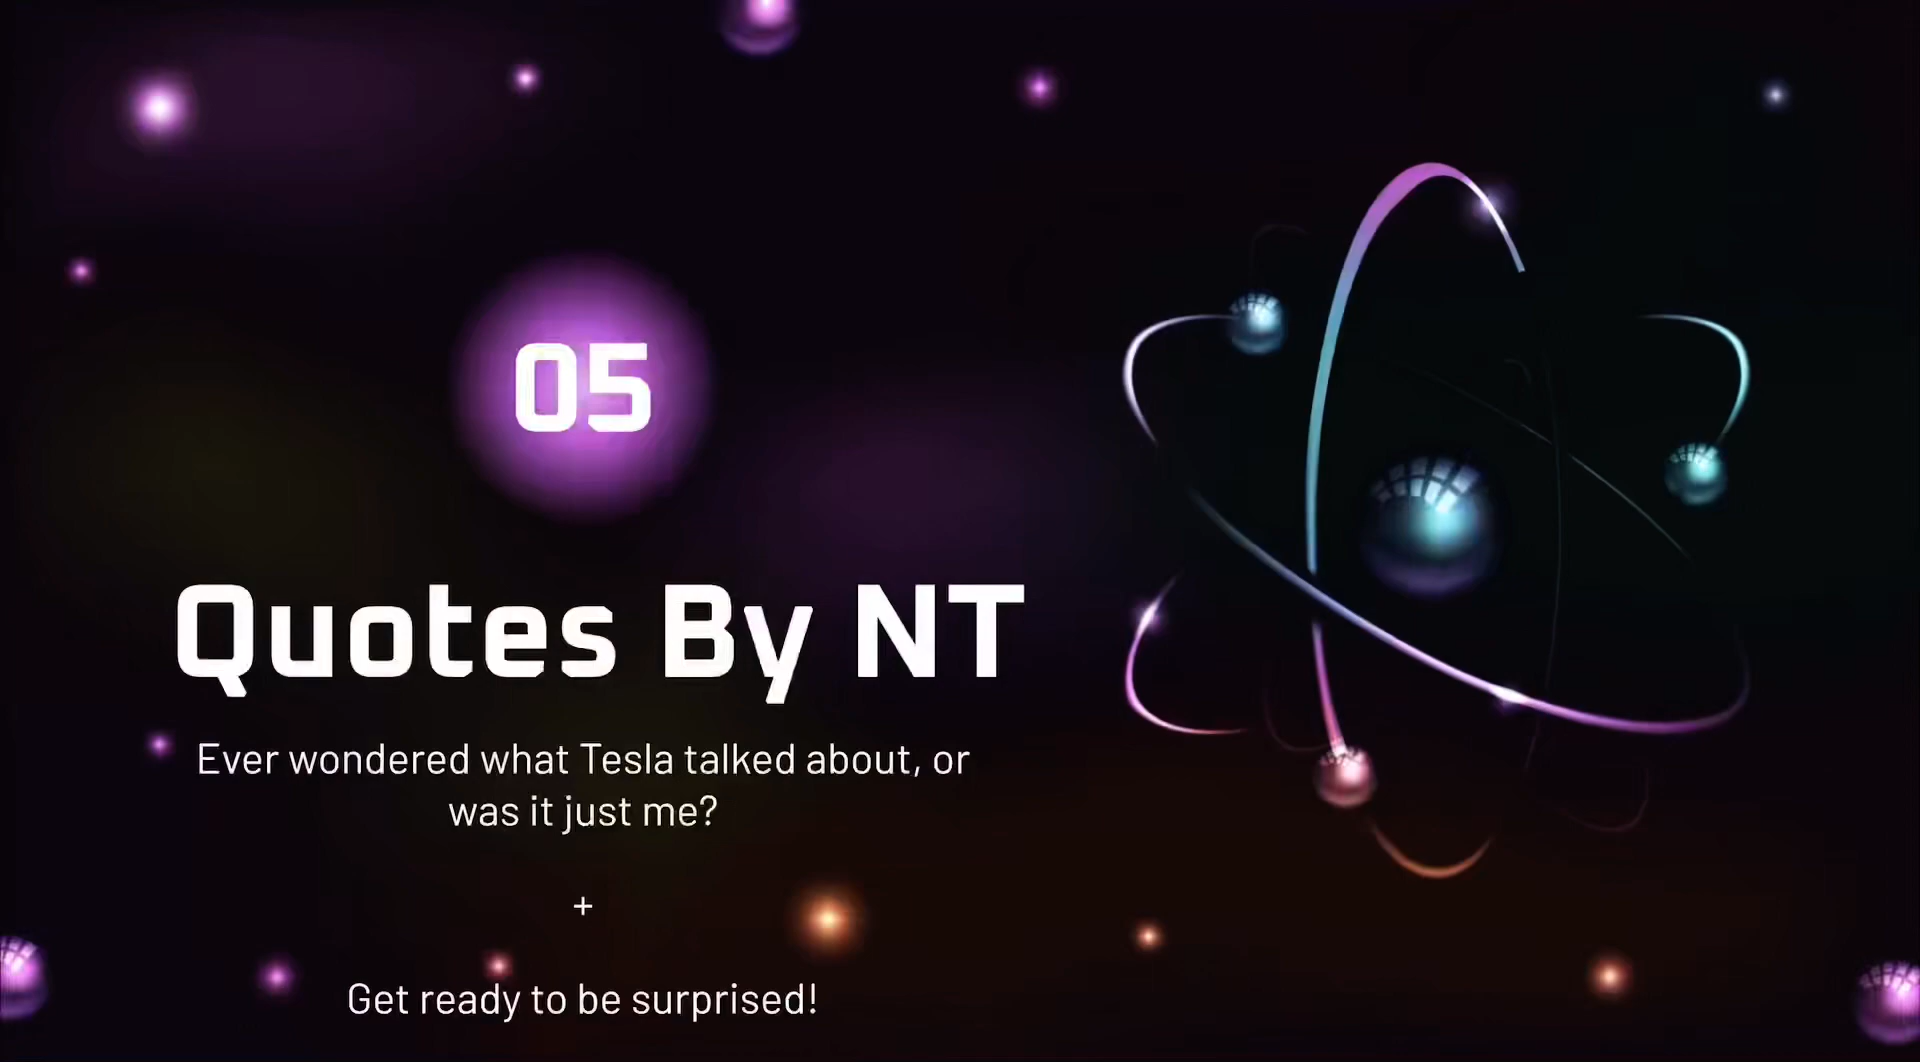 05
Quotes By NT
Ever wondered what Tesla talked about, or
was it just me?
+
Get ready to be surprised!